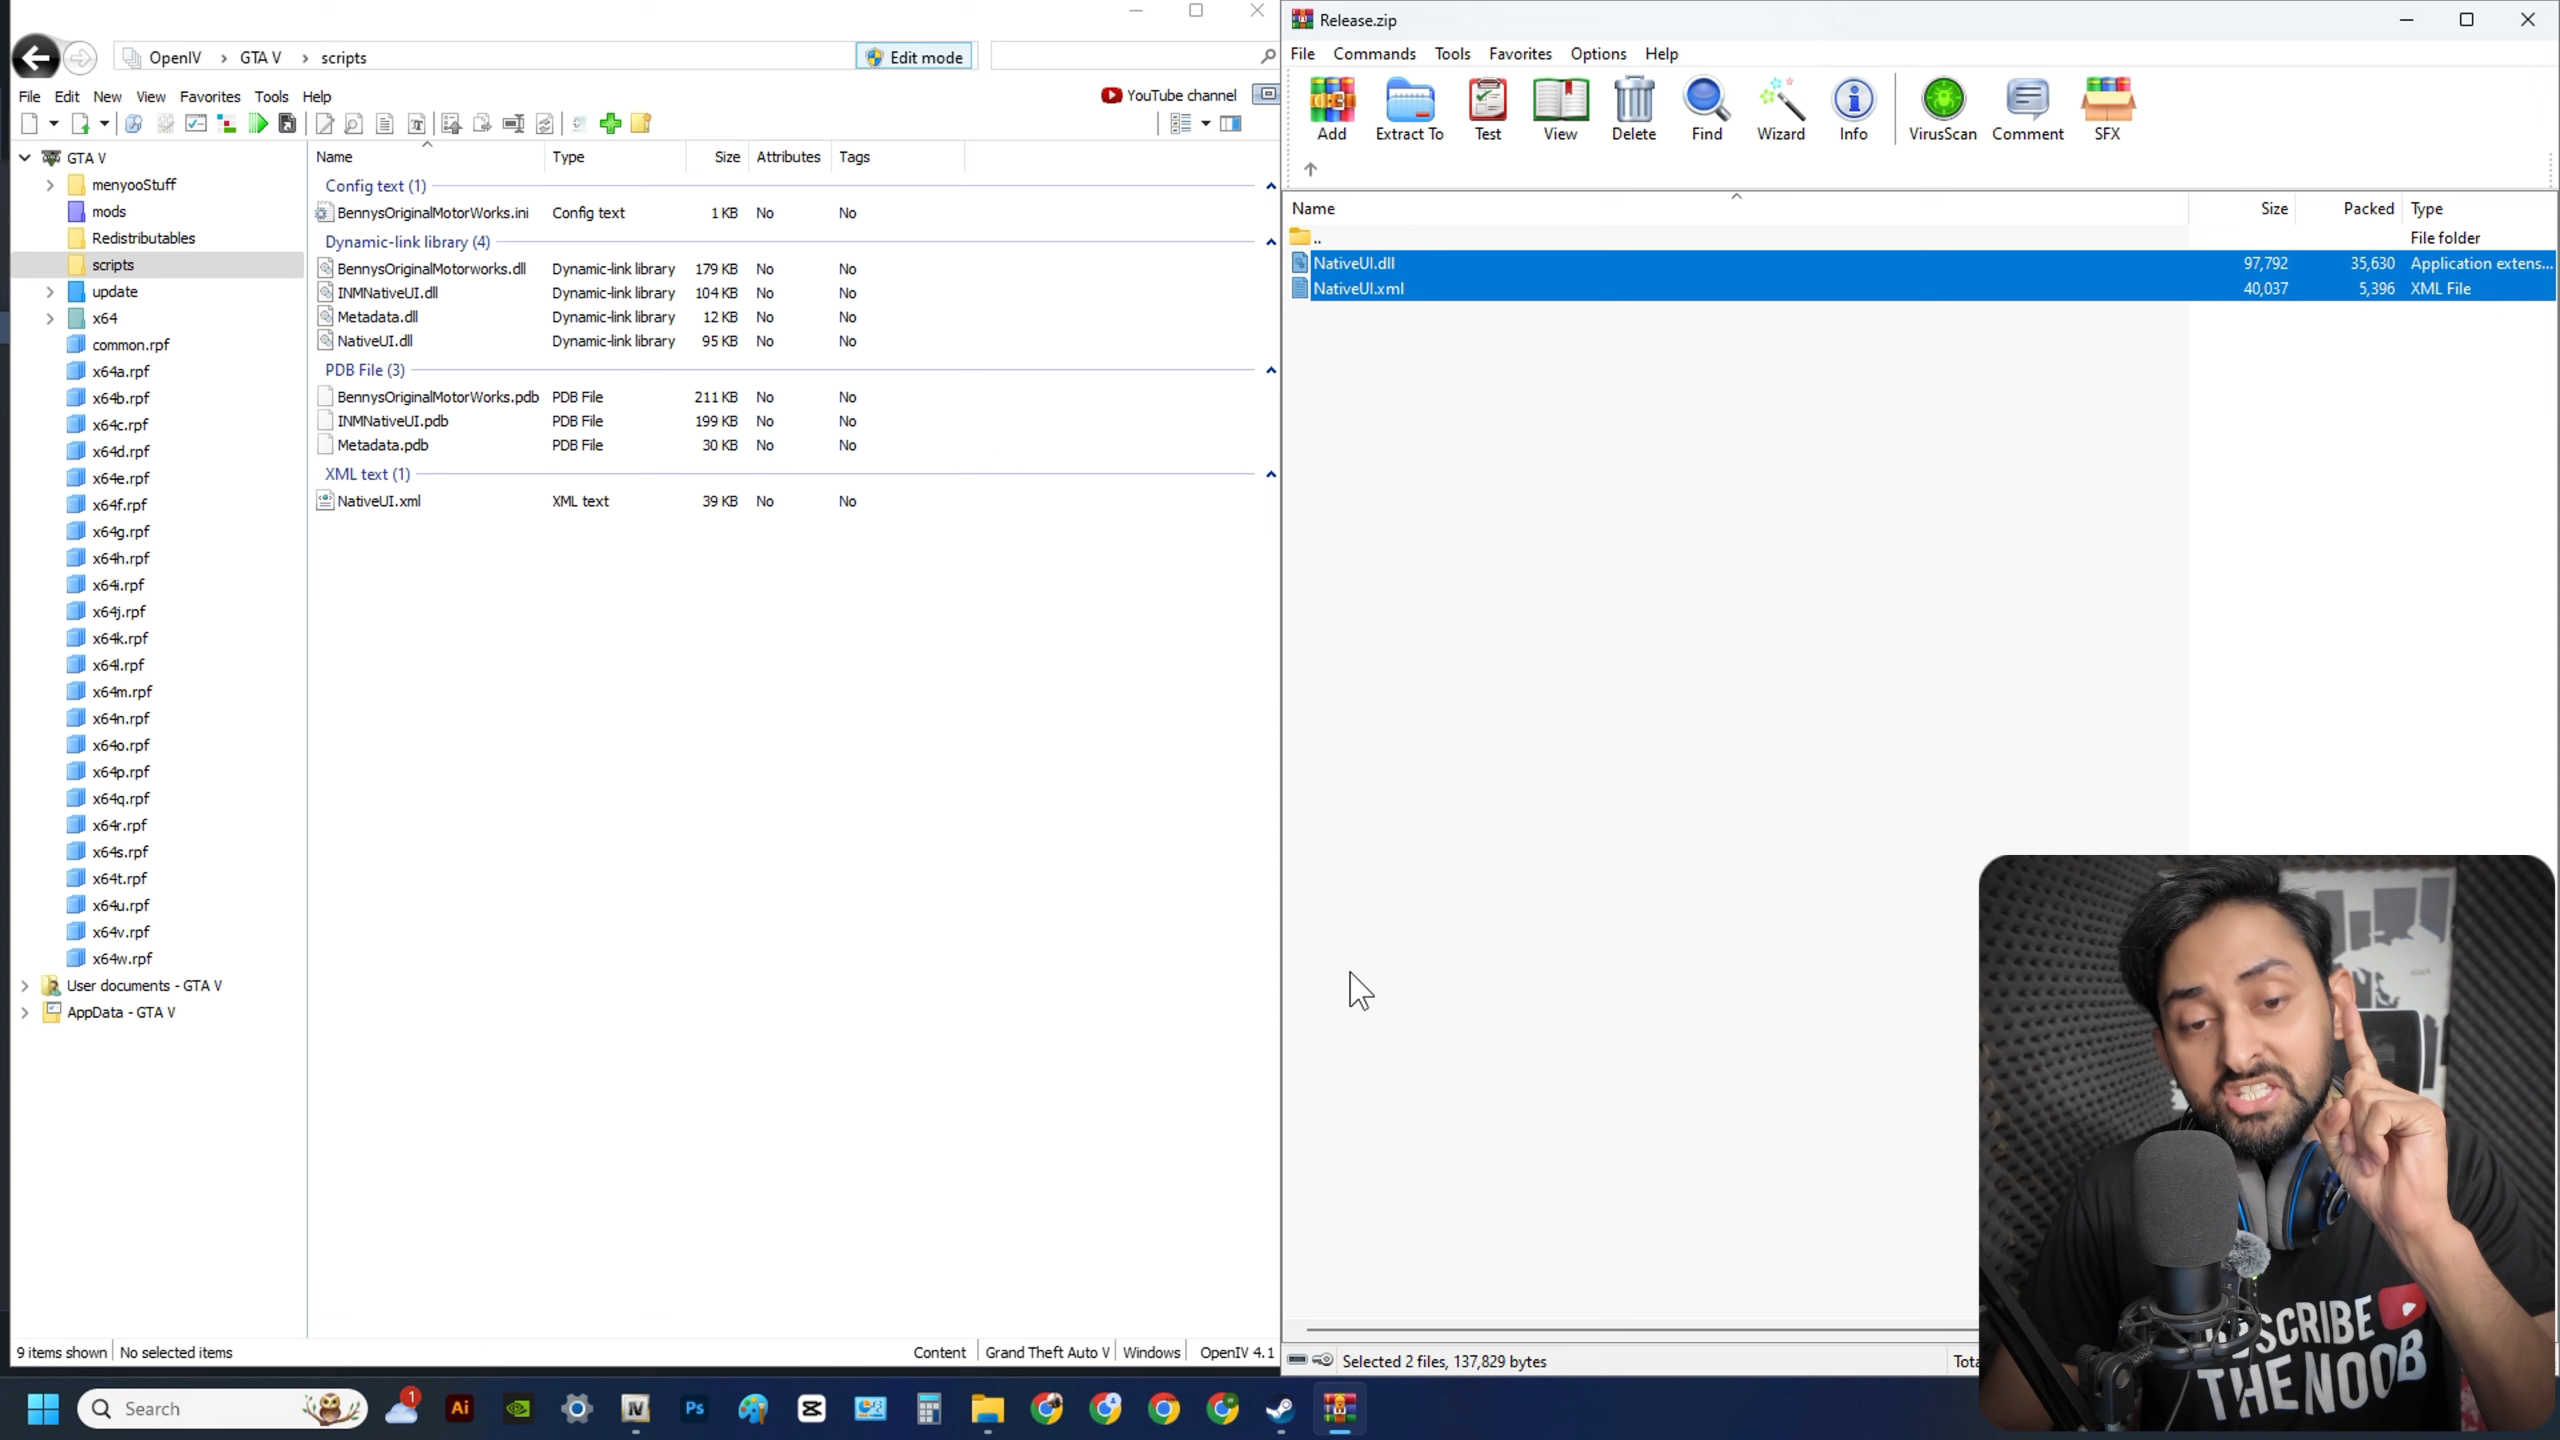 OpenIV › GTA V › scripts
Edit mode
File Edit New View Favorites Tools Help
YouTube channel
GTA V
menyooStuff
mods
Redistributables
scripts
update
x64
common.rpf
x64a.rpf
x64b.rpf
x64c.rpf
x64d.rpf
x64e.rpf
x64f.rpf
x64g.rpf
x64h.rpf
x64i.rpf
x64j.rpf
x64k.rpf
x64l.rpf
x64m.rpf
x64n.rpf
x64o.rpf
x64p.rpf
x64q.rpf
x64r.rpf
x64s.rpf
x64t.rpf
x64u.rpf
x64v.rpf
x64w.rpf
User documents - GTA V
AppData - GTA V
Name Type Size Attributes Tags
Config text (1)
BennysOriginalMotorWorks.ini Config text 1 KB No No
Dynamic-link library (4)
BennysOriginalMotorworks.dll Dynamic-link library 179 KB No No
INMNativeUI.dll Dynamic-link library 104 KB No No
Metadata.dll Dynamic-link library 12 KB No No
NativeUI.dll Dynamic-link library 95 KB No No
PDB File (3)
BennysOriginalMotorWorks.pdb PDB File 211 KB No No
INMNativeUI.pdb PDB File 199 KB No No
Metadata.pdb PDB File 30 KB No No
XML text (1)
NativeUI.xml XML text 39 KB No No
9 items shown No selected items Content Grand Theft Auto V Windows OpenIV 4.1
Release.zip
File Commands Tools Favorites Options Help
Add Extract To Test View Delete Find Wizard Info VirusScan Comment SFX
Name Size Packed Type
.. File folder
NativeUI.dll 97,792 35,630 Application extens...
NativeUI.xml 40,037 5,396 XML File
Selected 2 files, 137,829 bytes
THE NOOB
Search
1
Ai
IV
Ps